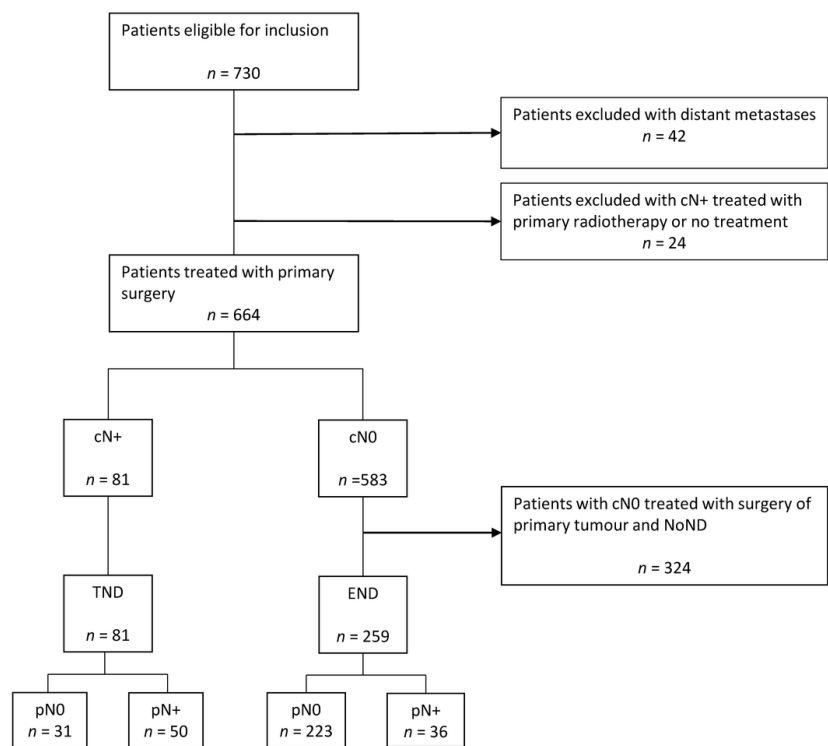 Patients eligible for inclusion
n = 730
Patients excluded with distant metastases
n = 42
Patients excluded with cN+ treated with
primary radiotherapy or no treatment
n = 24
Patients treated with primary
surgery
n = 664
cN+
n = 81
cN0
n =583
Patients with cN0 treated with surgery of
primary tumour and NoND
n = 324
TND
n = 81
END
n = 259
pN0
n = 31
pN+
n = 50
pN0
n = 223
pN+
n = 36